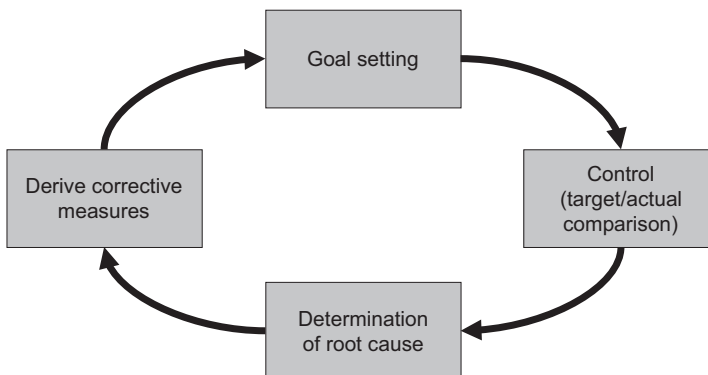 Goal setting
Control
(target/actual
comparison)
Determination
of root cause
Derive corrective
measures